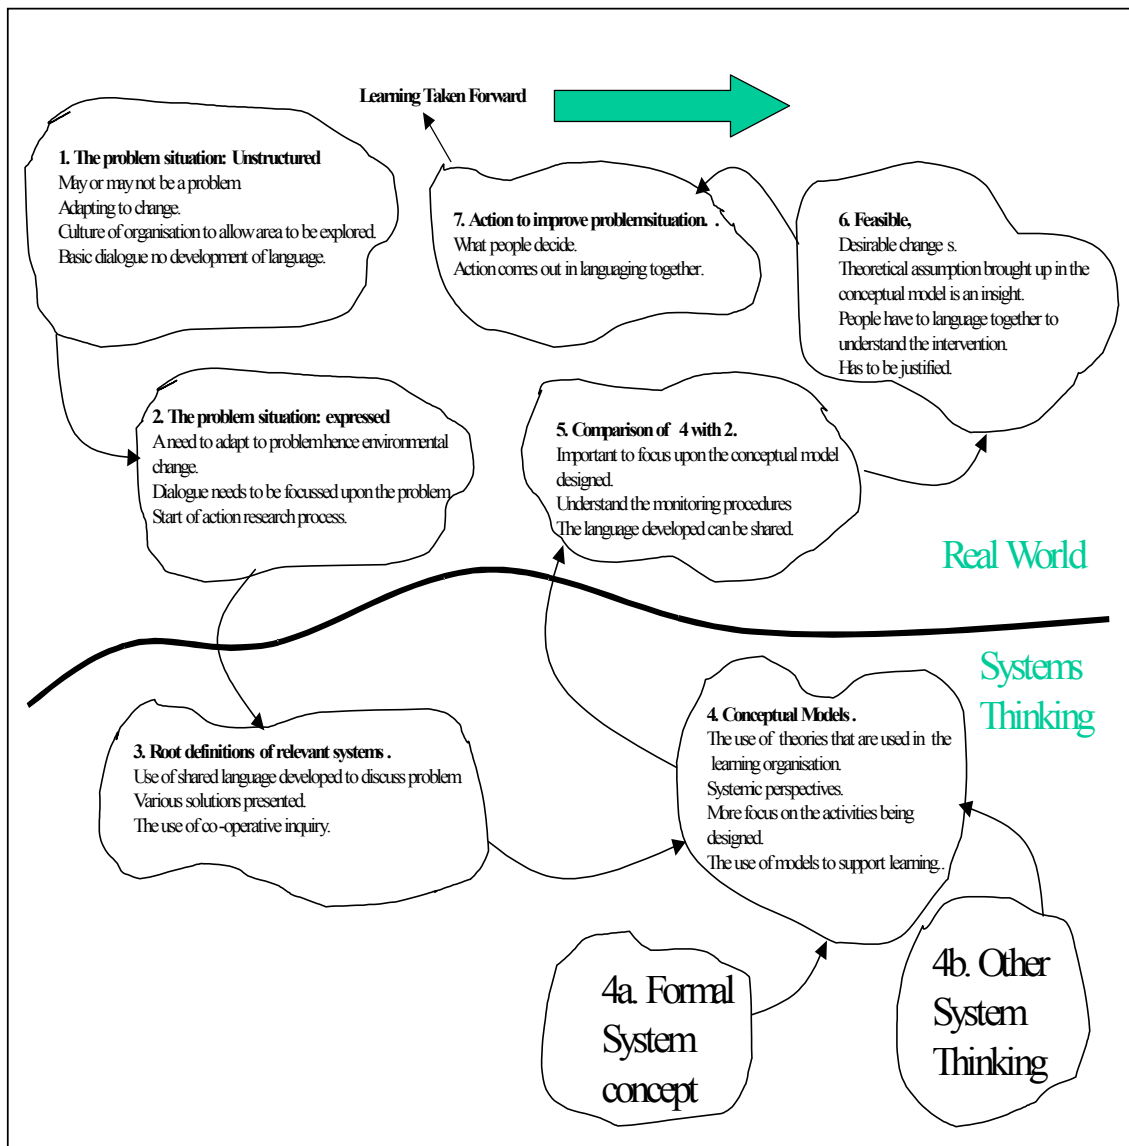 Learning Taken Forward
1. The problem situation: Unstructured
May or may not be a problem
Adapting to change.
Culture of organisation to allow area to be explored.
Basic dialogue no development of language.
7. Action to improve problemsituation. .
What people decide.
Action comes out in languaging together.
6. Feasible,
Desirable change s.
Theoretical assumption brought up in the
conceptual model is an insight.
People have to language together to
understand the intervention.
Has to be justified.
2. The problem situation: expressed
A need to adapt to problem hence environmental
change.
Dialogue needs to be focussed upon the problem
Start of action research process.
5. Comparison of 4 with 2.
Important to focus upon the conceptual model
designed.
Understand the monitoring procedures
The language developed can be shared.
Real World
Systems
Thinking
3. Root definitions of relevant systems .
Use of shared language developed to discuss problem
Various solutions presented.
The use of co-operative inquiry.
4. Conceptual Models .
The use of theories that are used in the
learning organisation.
Systemic perspectives.
More focus on the activities being
designed.
The use of models to support learning..
4a. Formal
System
concept
4b. Other
System
Thinking